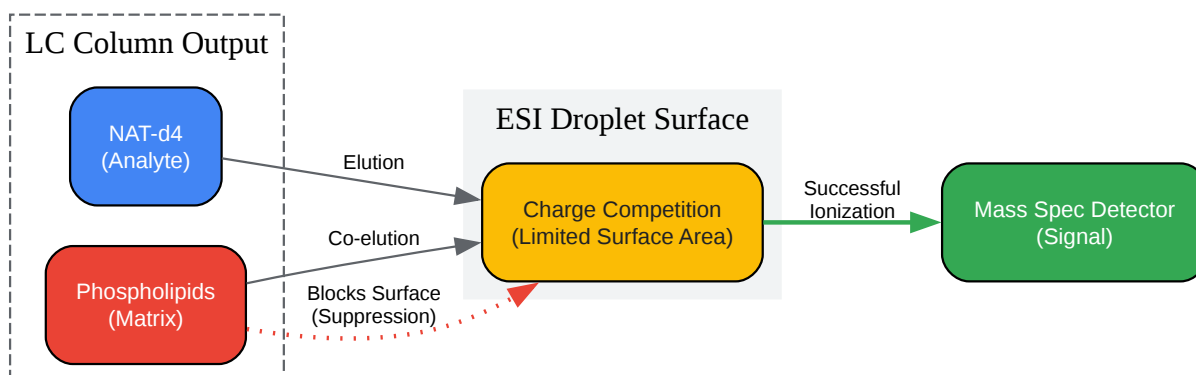 LC Column Output
NAT-d4
(Analyte)
Phospholipids
(Matrix)
Elution
Co-elution
Blocks Surface
(Suppression)
ESI Droplet Surface
Charge Competition
(Limited Surface Area)
Successful
Ionization
Mass Spec Detector
(Signal)